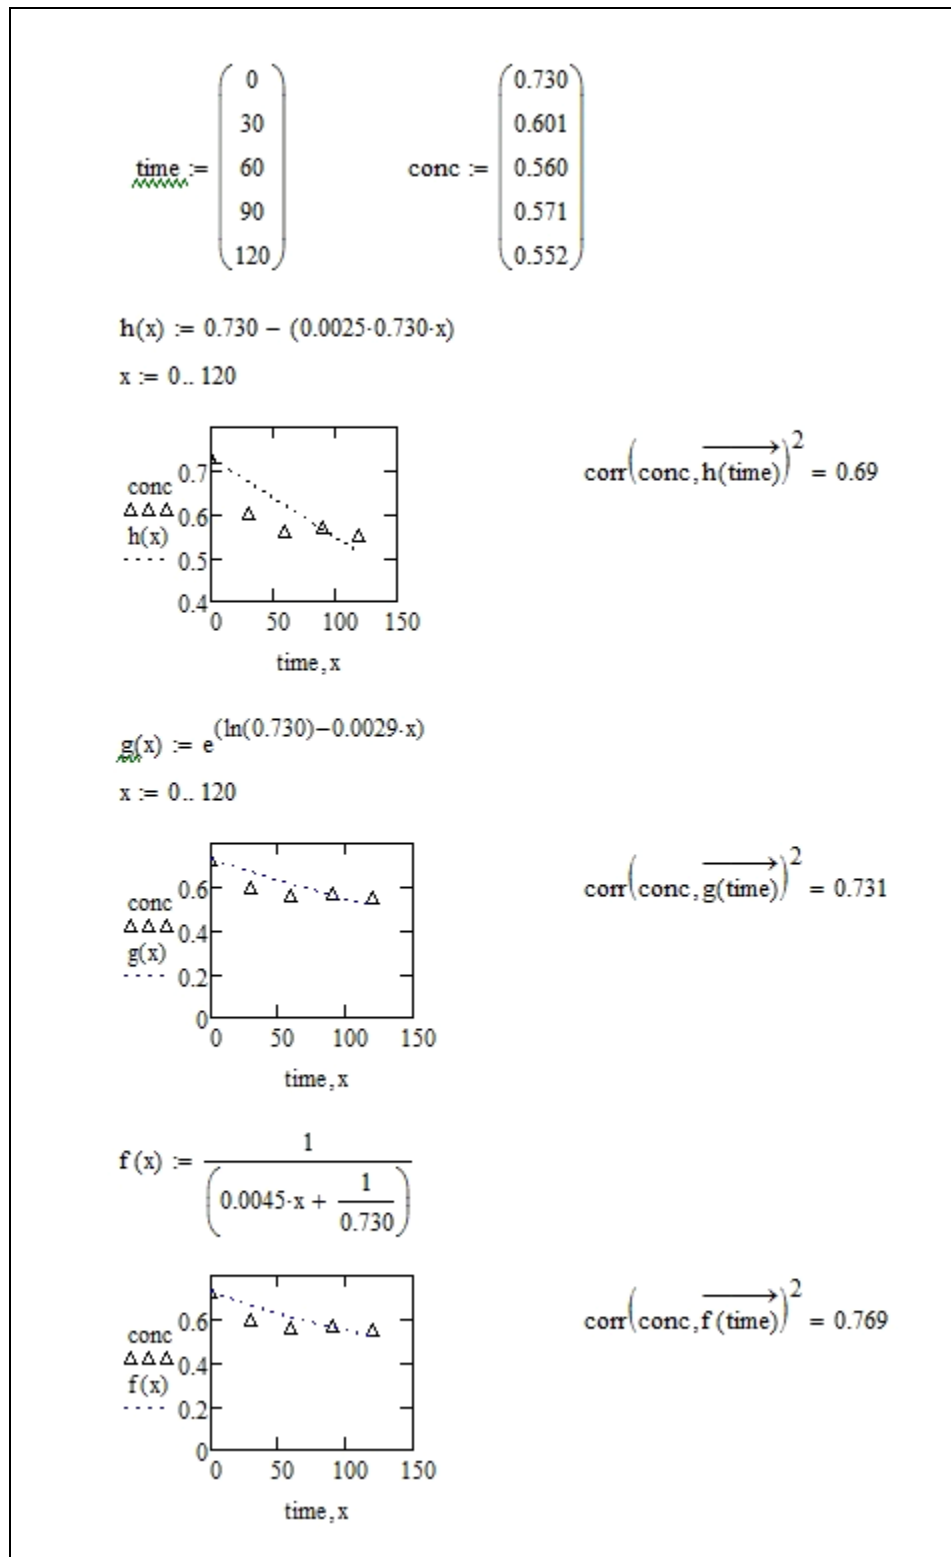 time := ( 0 30 60 90 120 ) conc := ( 0.730 0.601 0.560 0.571 0.552 )
h(x) := 0.730 − (0.0025·0.730·x)
x := 0.. 120
conc
h(x)
0.7
0.6
0.5
0.4
0 50 100 150
time,x
corr(conc,h(time))2 = 0.69
g(x) := e(ln(0.730)−0.0029·x)
x := 0.. 120
conc
g(x)
0.6
0.4
0.2
0
0 50 100 150
time,x
corr(conc,g(time))2 = 0.731
f(x) := 1 / (0.0045·x + 1 / 0.730)
conc
f(x)
0.6
0.4
0.2
0
0 50 100 150
time,x
corr(conc,f(time))2 = 0.769